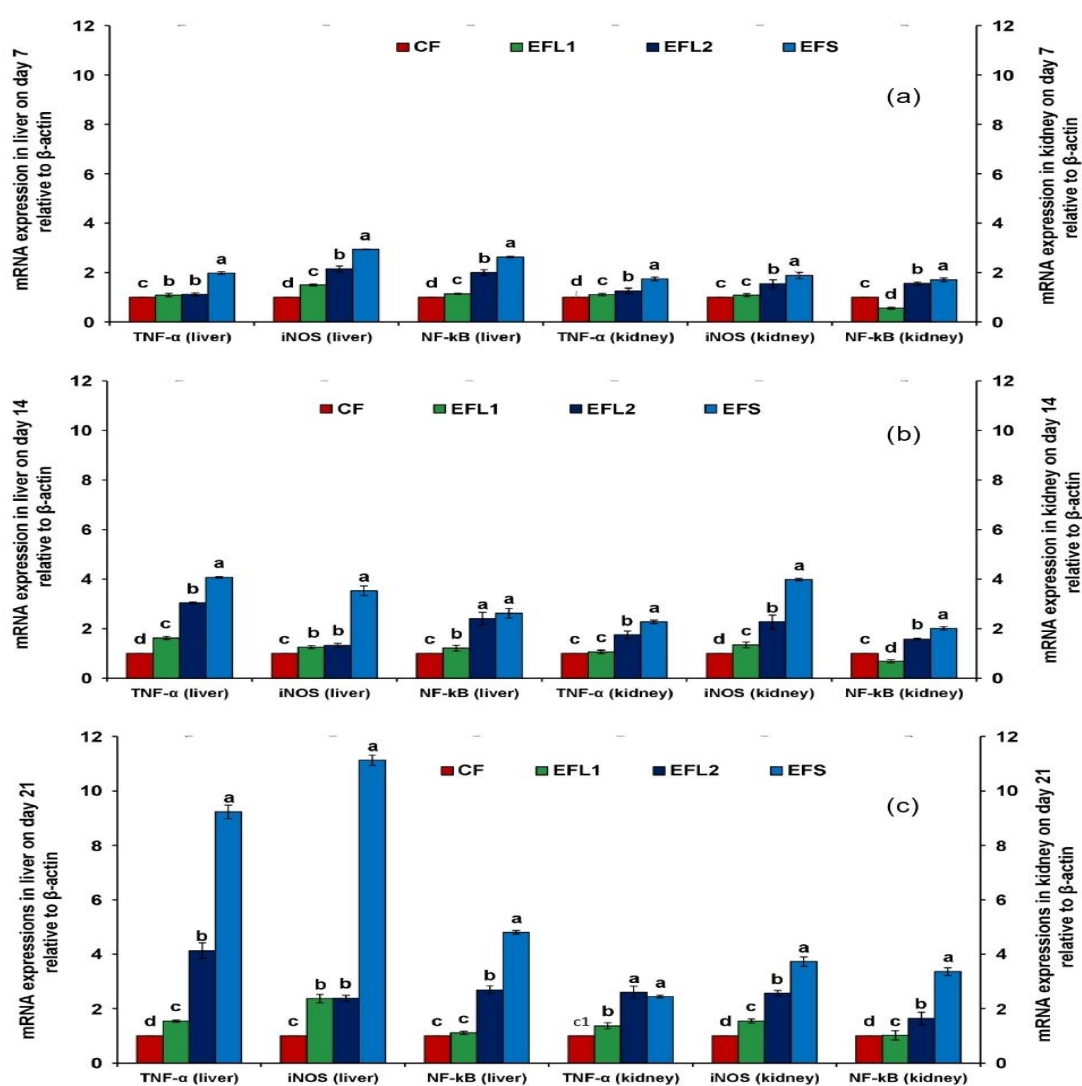 12 12
CF EFL1 EFL2 EFS
10 10
(a)
8 8
6 6
4 4
a a a a a a
b b b b b b b
2 2
c c d c d c d c c c c d
0 0
TNF-α (liver) iNOS (liver) NF-kB (liver) TNF-α (kidney) iNOS (kidney) NF-kB (kidney)
mRNA expression in liver on day 7
relative to β-actin
mRNA expression in kidney on day 7
relative to β-actin
12 12
CF EFL1 EFL2 EFS
10 10
(b)
8 8
6 6
4 4
d c b a c b b a c b a a c c b a d c b a c d b a
2 2
0 0
TNF-α (liver) iNOS (liver) NF-kB (liver) TNF-α (kidney) iNOS (kidney) NF-kB (kidney)
mRNA expression in liver on day 14
relative to β-actin
mRNA expression in kidney on day 14
relative to β-actin
12 12
CF EFL1 EFL2 EFS
10 10
(c)
8 8
6 6
4 4
d c b a c b b a c c b a c1 b a a d c b a c c b a
2 2
0 0
TNF-α (liver) iNOS (liver) NF-kB (liver) TNF-α (kidney) iNOS (kidney) NF-kB (kidney)
mRNA expressions in liver on day 21
relative to β-actin
mRNA expressions in kidney on day 21
relative to β-actin